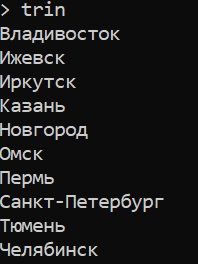 > trin
Владивосток
Ижевск
Иркутск
Казань
Новгород
Омск
Пермь
Санкт-Петербург
Тюмень
Челябинск